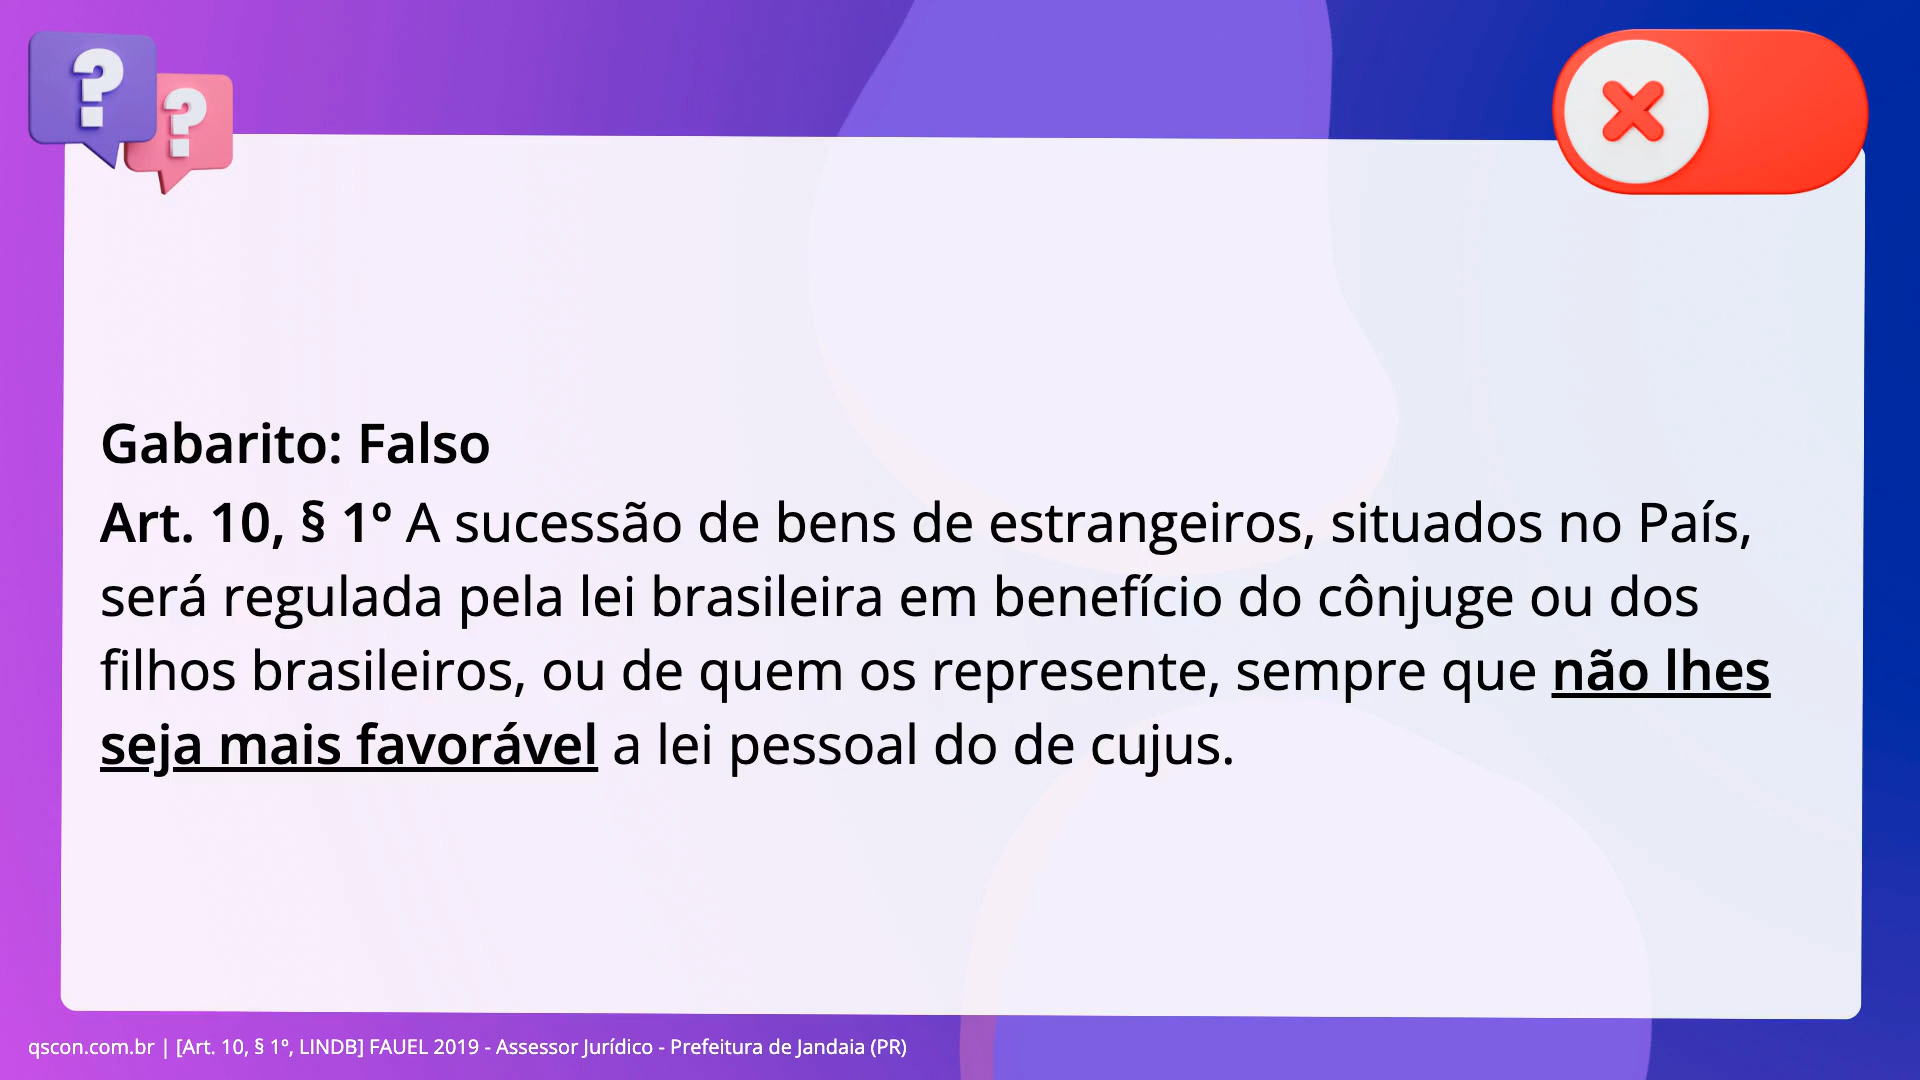 ?
?
Gabarito: Falso
Art. 10, § 1º A sucessão de bens de estrangeiros, situados no País,
será regulada pela lei brasileira em benefício do cônjuge ou dos
filhos brasileiros, ou de quem os represente, sempre que não lhes
seja mais favorável a lei pessoal do de cujus.
qscon.com.br | [Art. 10, § 1º, LINDB] FAUEL 2019 - Assessor Jurídico - Prefeitura de Jandaia (PR)